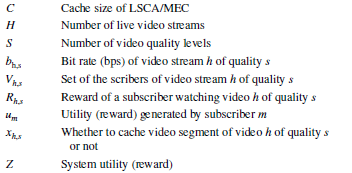 C Cache size of LSCA/MEC
H Number of live video streams
S Number of video quality levels
b_{h,s} Bit rate (bps) of video stream h of quality s
V_{h,s} Set of the scribers of video stream h of quality s
R_{h,s} Reward of a subscriber watching video h of quality s
u_m Utility (reward) generated by subscriber m
x_{h,s} Whether to cache video segment of video h of quality s
or not
Z System utility (reward)